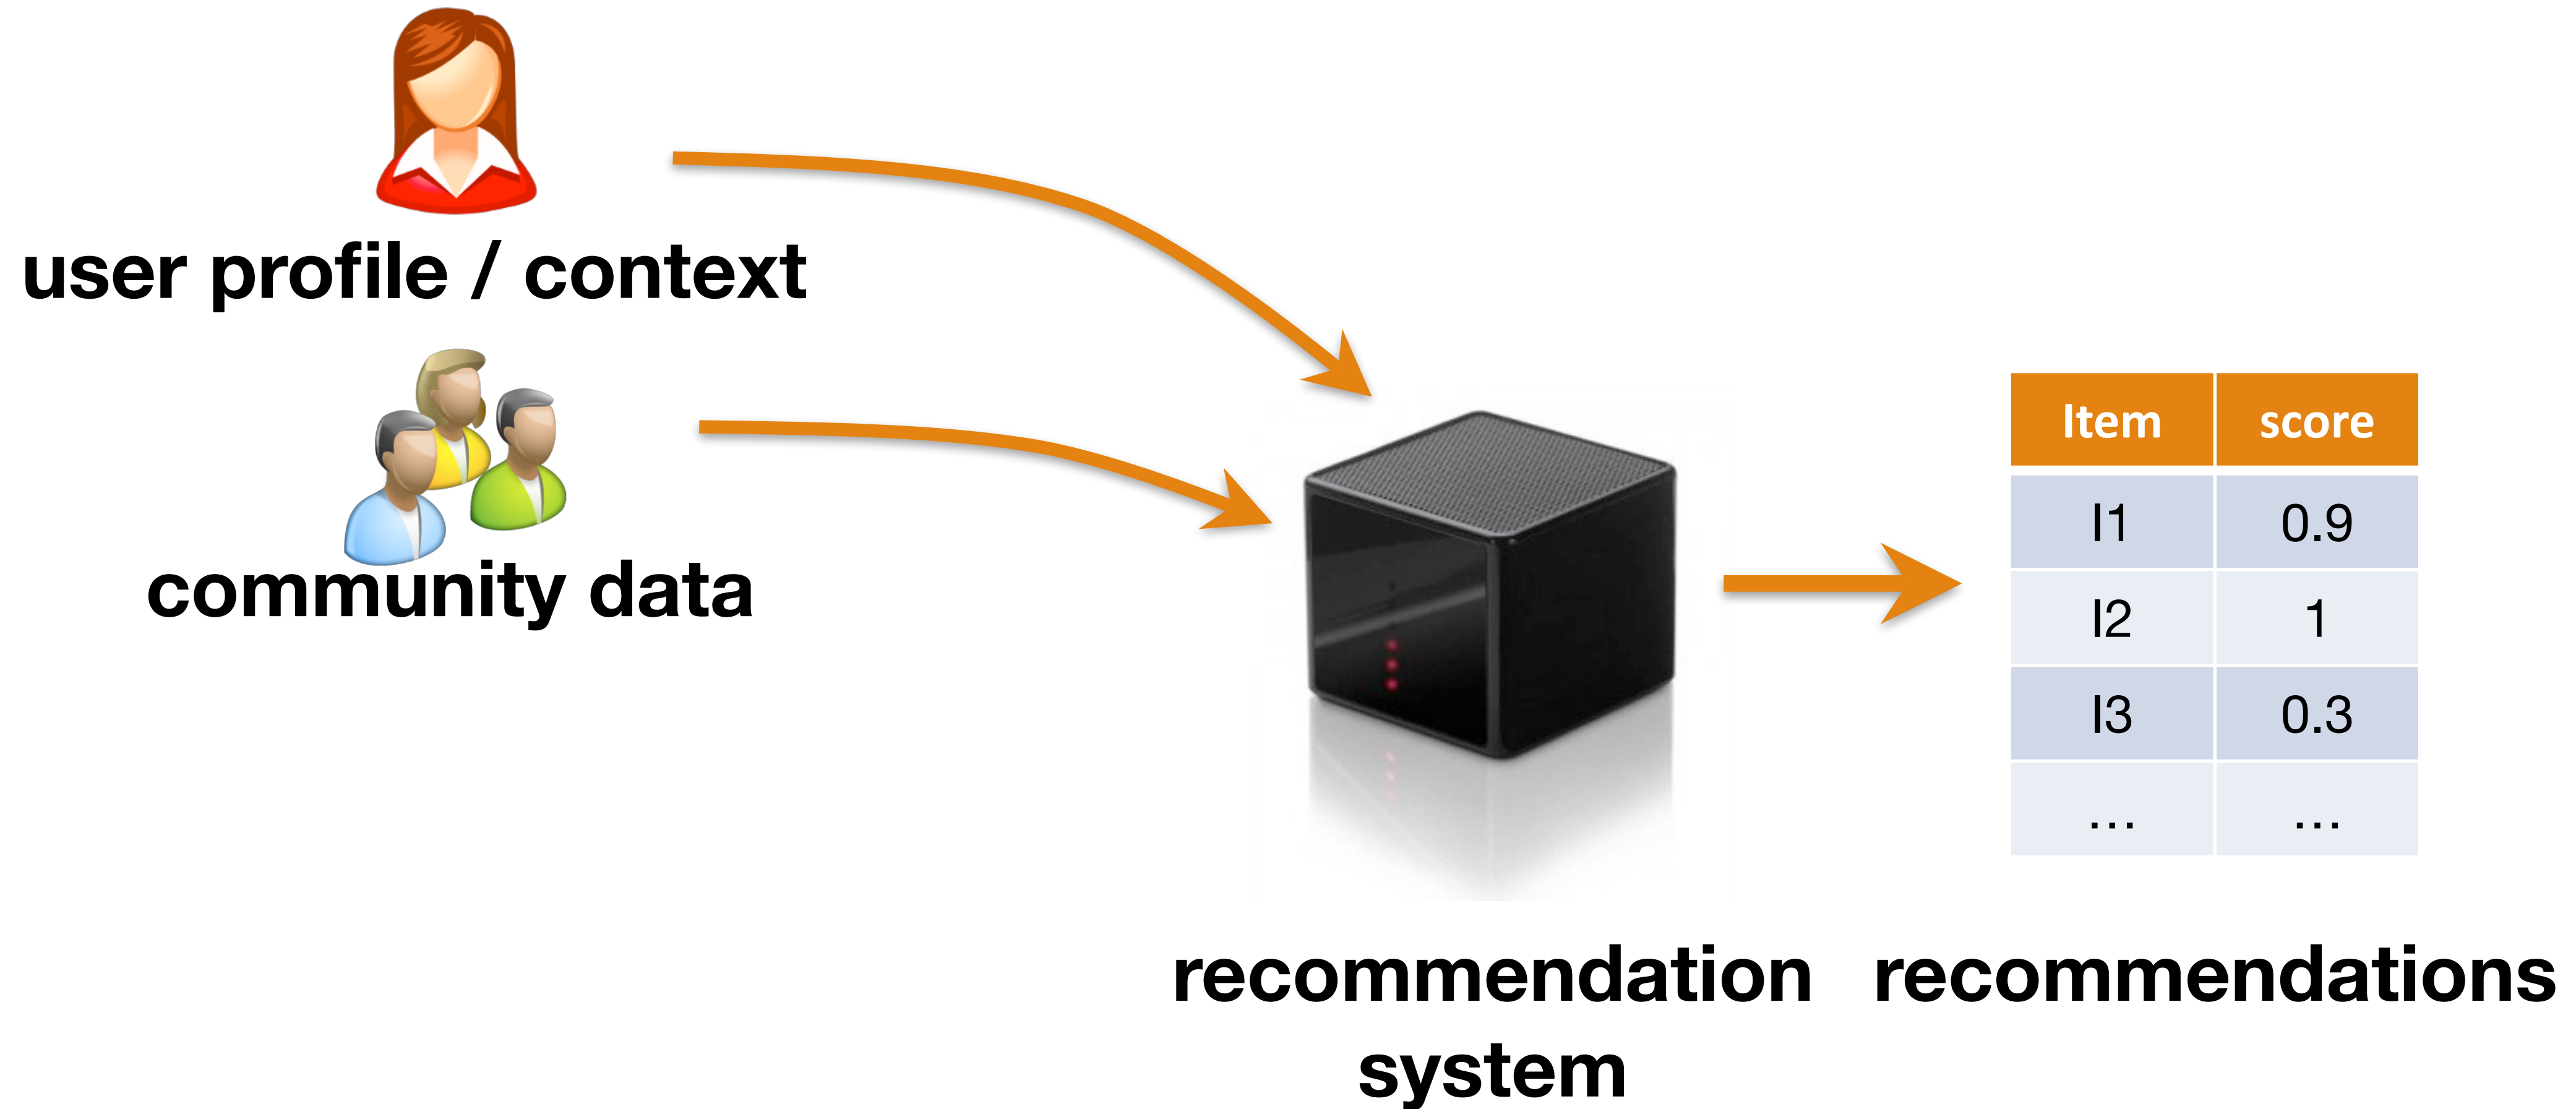 user profile / context
community data
Item score
I1 0.9
I2 1
I3 0.3
... ...
recommendation
system
recommendations